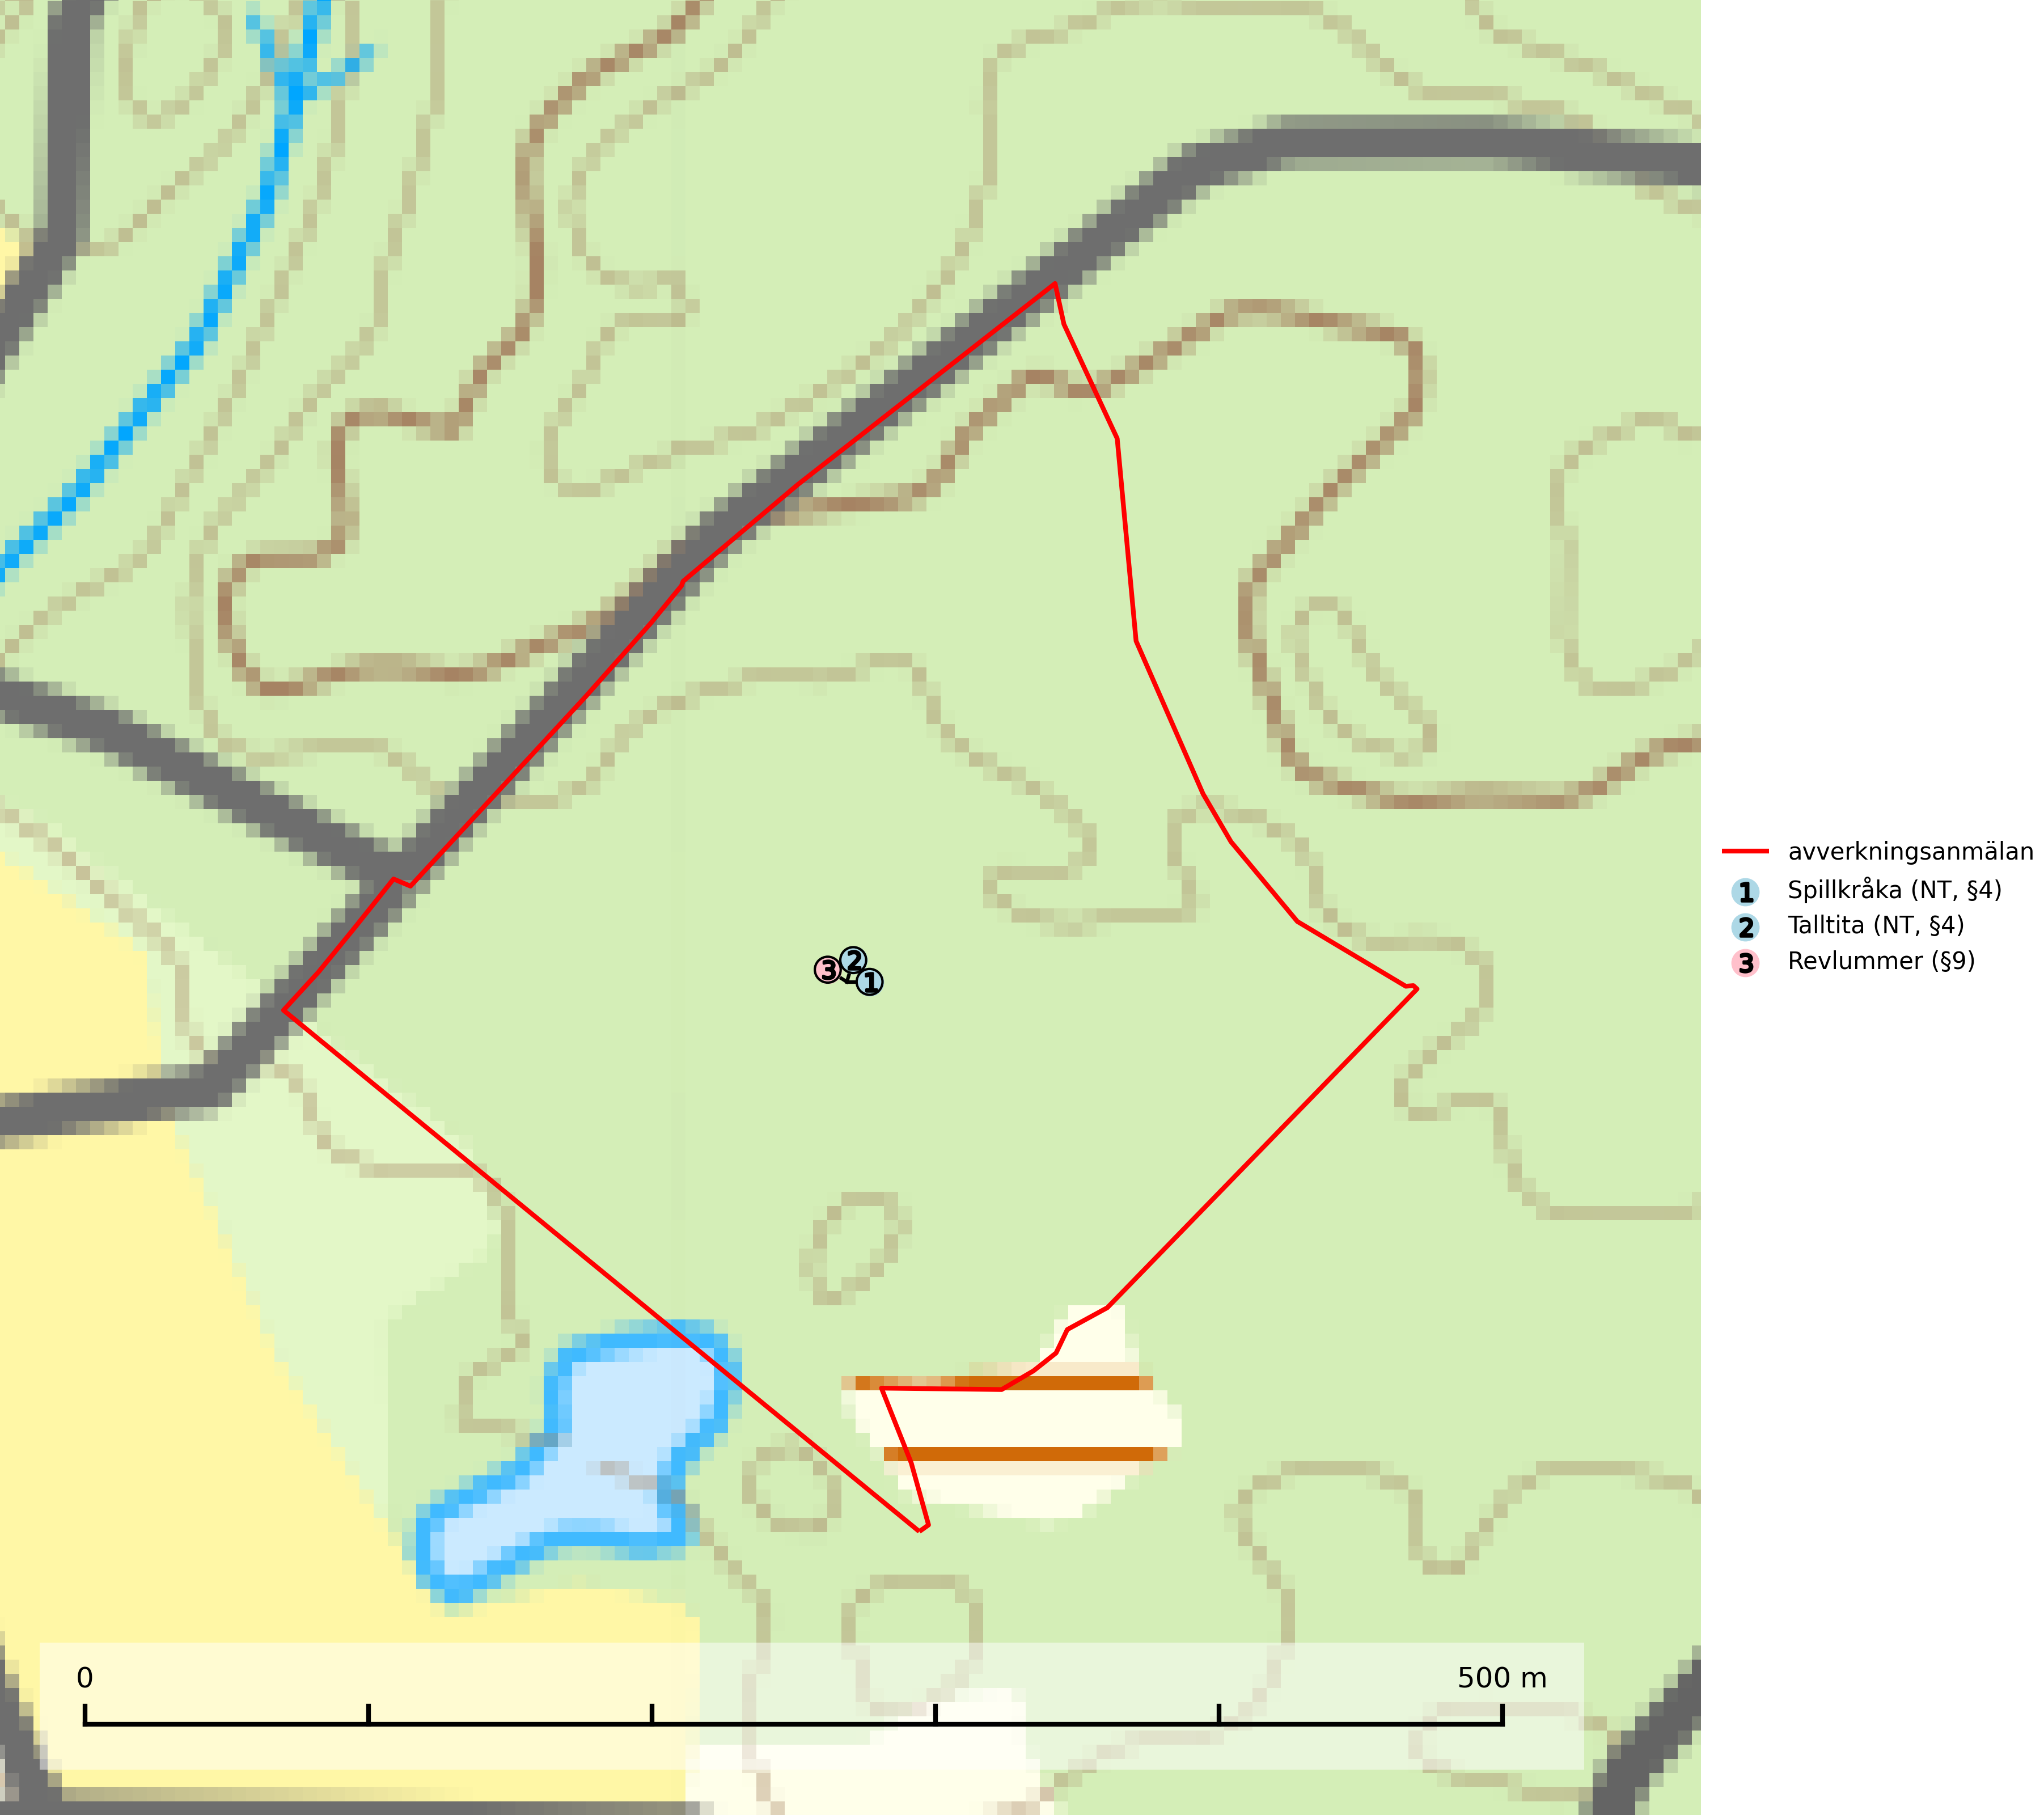 3 2
1
0 500 m
avverkningsanmälan
1 Spillkråka (NT, §4)
2 Talltita (NT, §4)
3 Revlummer (§9)